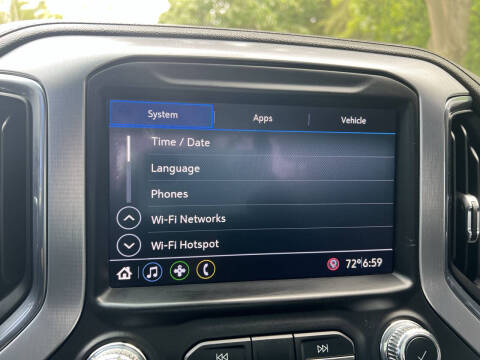 System Apps Vehicle
Time / Date
Language
Phones
Wi-Fi Networks
Wi-Fi Hotspot
72° 6:59